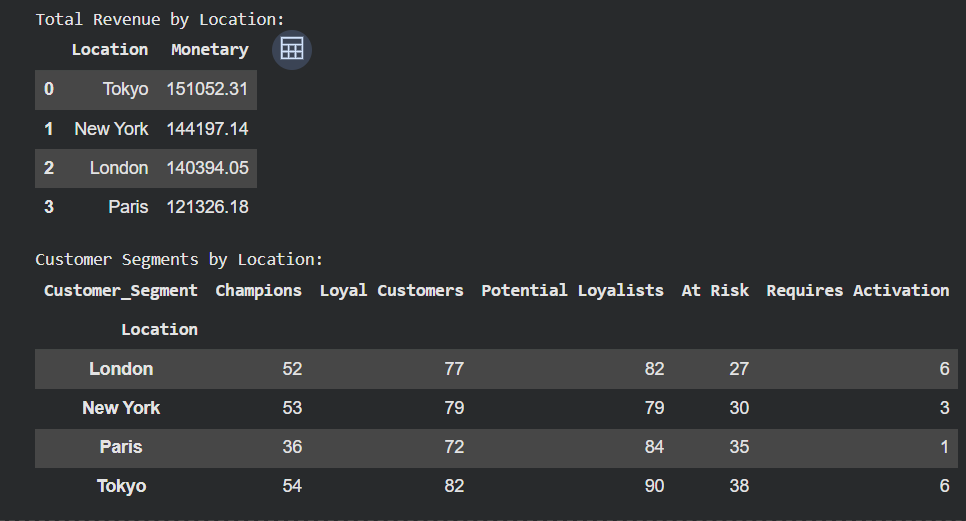 Total Revenue by Location:
Location Monetary
0 Tokyo 151052.31
1 New York 144197.14
2 London 140394.05
3 Paris 121326.18
Customer Segments by Location:
Customer_Segment Champions Loyal Customers Potential Loyalists At Risk Requires Activation
Location
London 52 77 82 27 6
New York 53 79 79 30 3
Paris 36 72 84 35 1
Tokyo 54 82 90 38 6